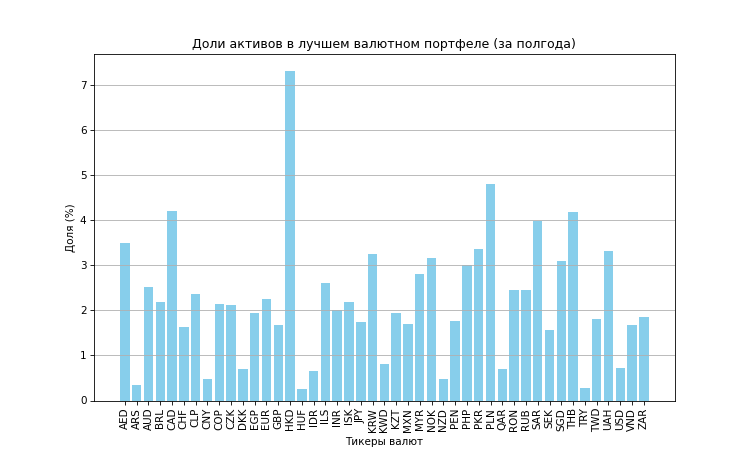 Доли активов в лучшем валютном портфеле (за полгода)
Доля (%)
7
6
5
4
3
2
1
0
AED ARS AUD BRL CAD CHF CLP CNY COP CZK DKK EGP EUR GBP HKD HUF IDR ILS INR ISK JPY KRW KWD KZT MXN MYR NOK NZD PEN PHP PKR PLN QAR RON RUB SAR SEK SGD THB TRY TWD UAH USD VND ZAR
Тикеры валют